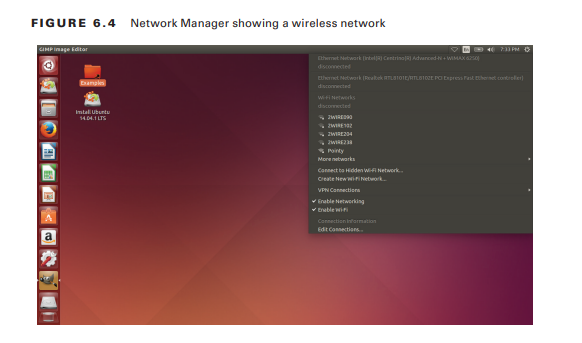 FIGURE 6.4 Network Manager showing a wireless network
GIMP Image Editor
7:33 PM
Examples
Install Ubuntu
14.04.1 LTS
a
Ethernet Network (Intel(R) Centrino(R) Advanced-N + WiMAX 6250)
disconnected
Ethernet Network (Realtek RTL8101E/RTL8102E PCI Express Fast Ethernet controller)
disconnected
Wi-Fi Networks
disconnected
2WIRE090
2WIRE102
2WIRE204
2WIRE238
Pointy
More networks
Connect to Hidden Wi-Fi Network...
Create New Wi-Fi Network...
VPN Connections
Enable Networking
Enable Wi-Fi
Connection Information
Edit Connections...